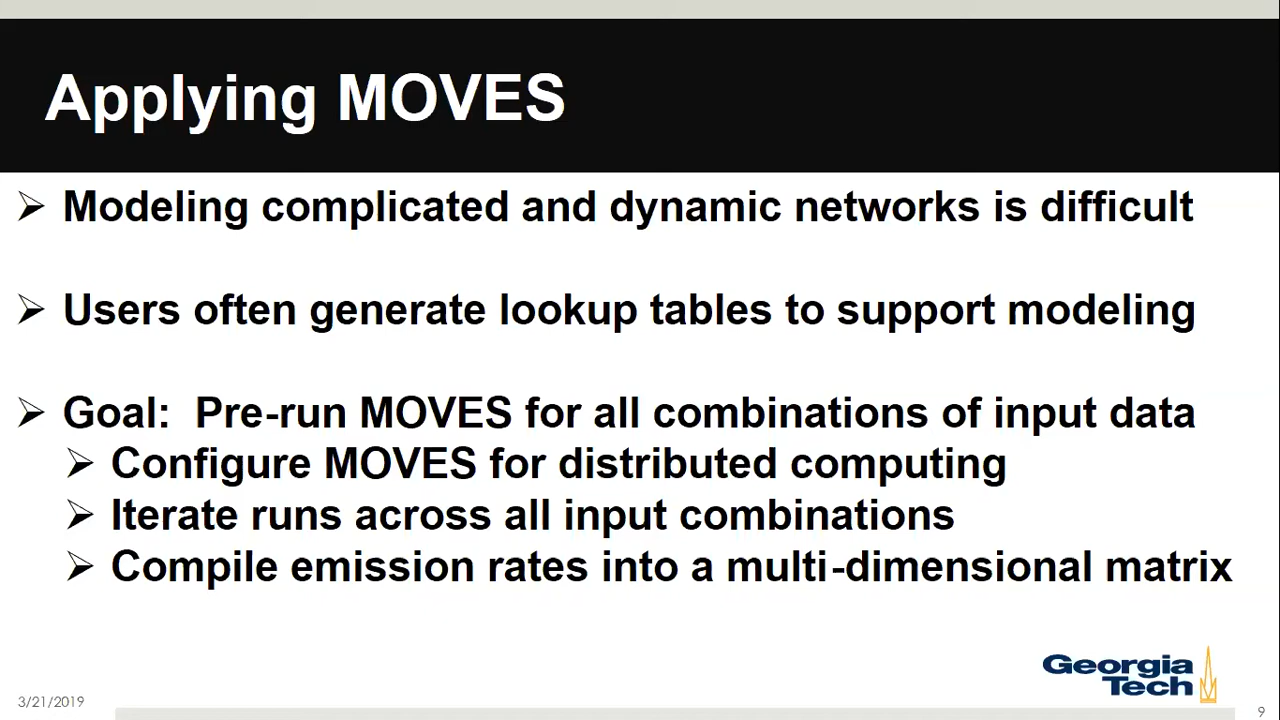 Applying MOVES
➢ Modeling complicated and dynamic networks is difficult
➢ Users often generate lookup tables to support modeling
➢ Goal: Pre-run MOVES for all combinations of input data
➢ Configure MOVES for distributed computing
➢ Iterate runs across all input combinations
➢ Compile emission rates into a multi-dimensional matrix
Georgia
Tech
3/21/2019
9